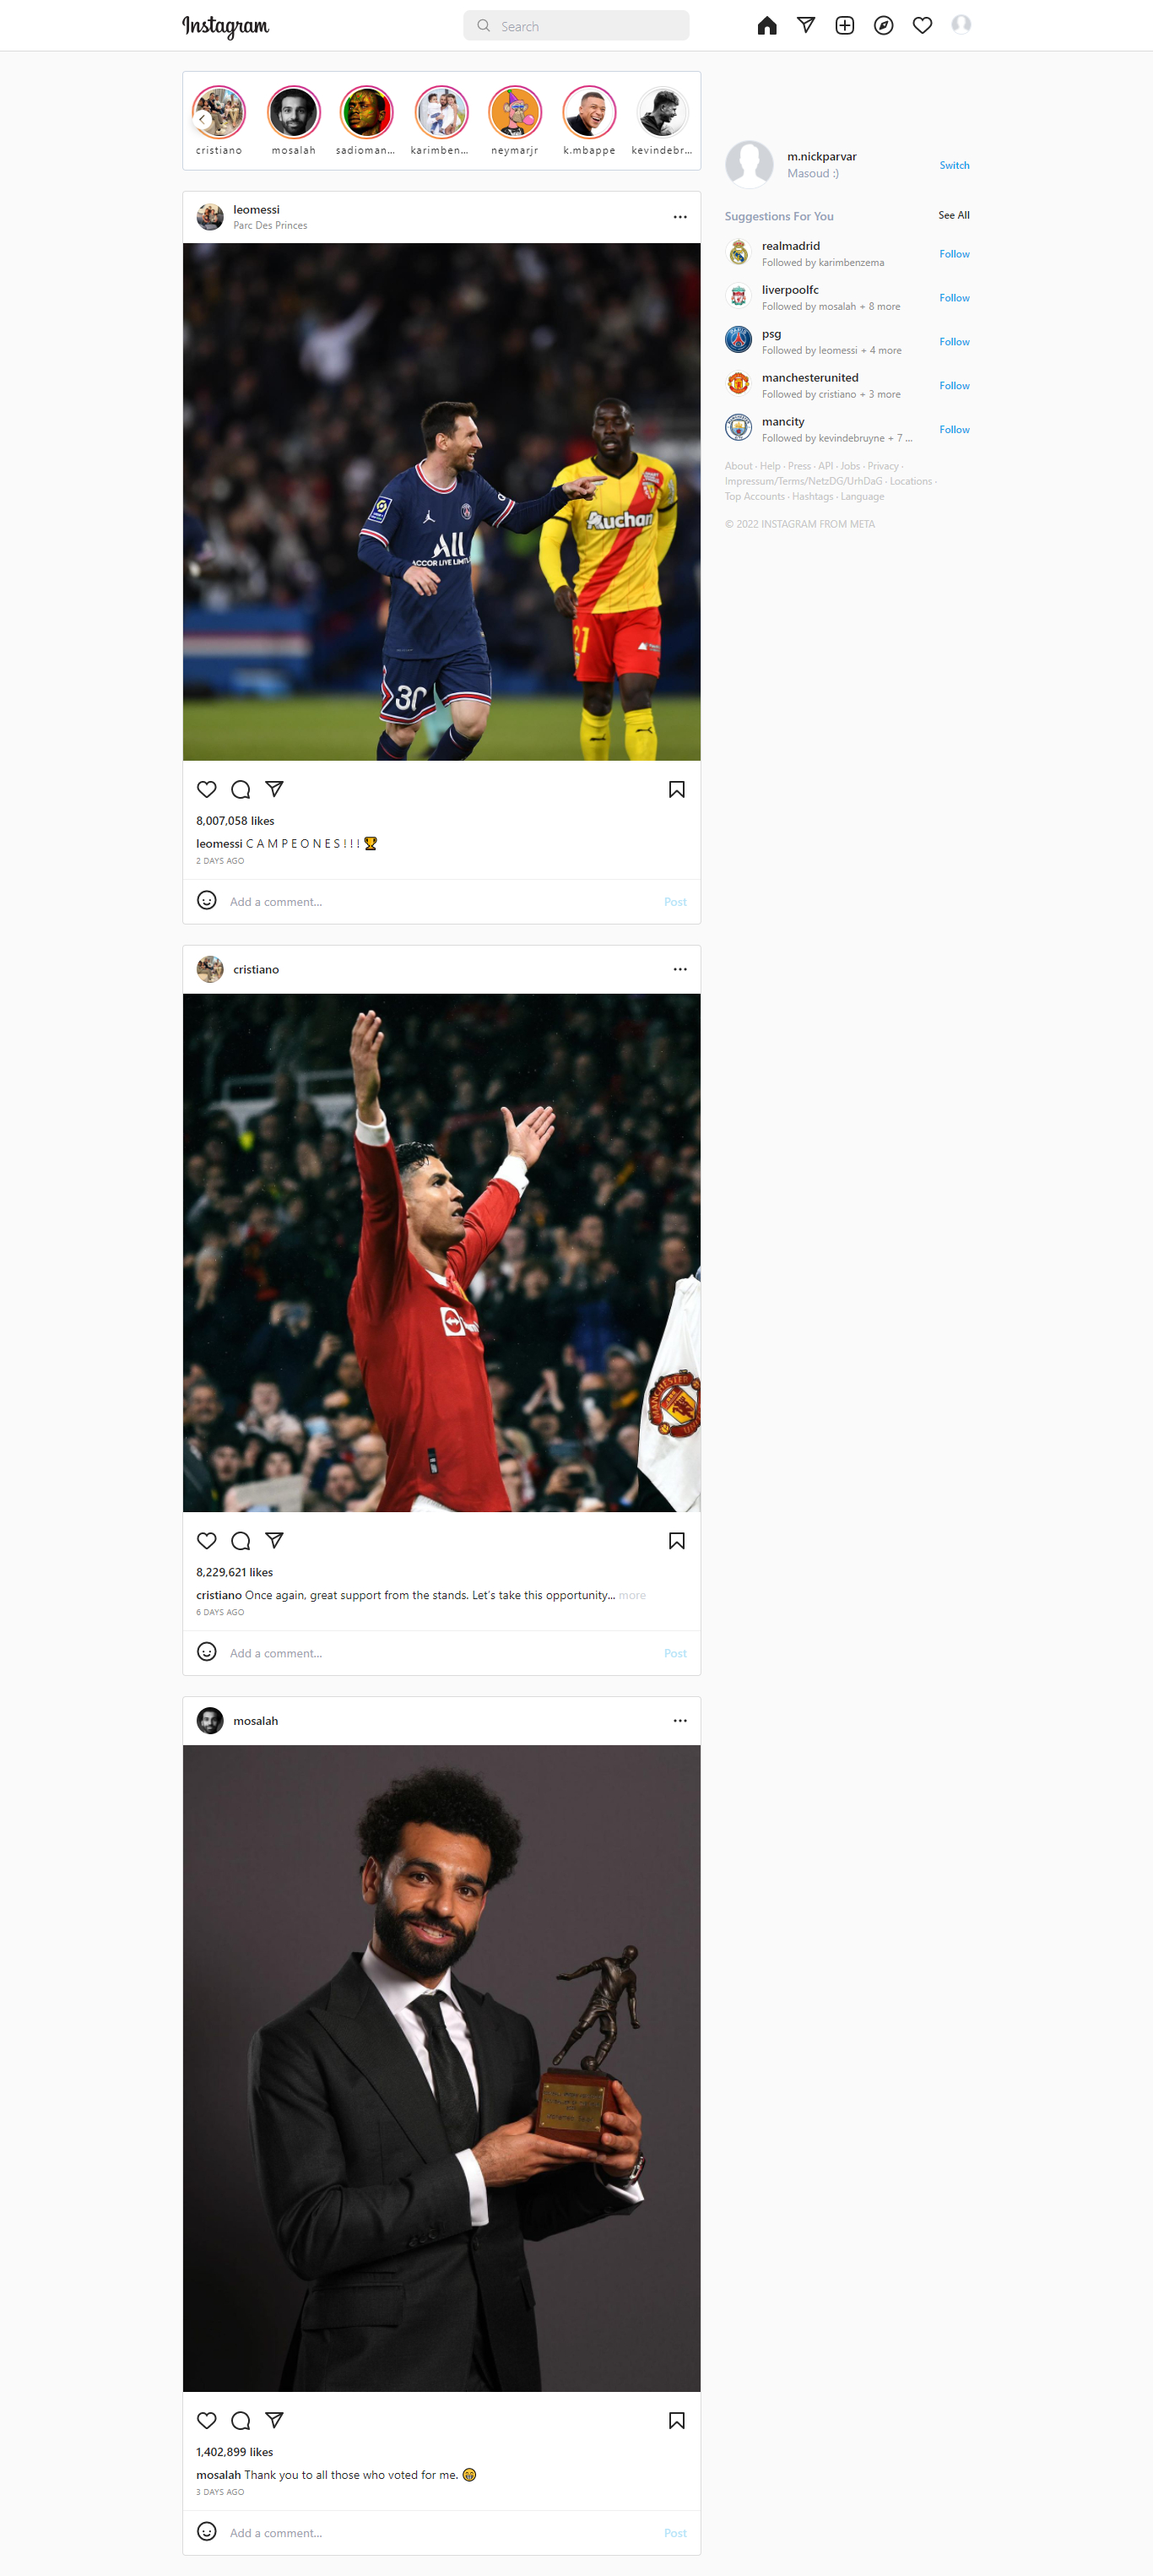 Instagram
Search
cristiano
mosalah
sadioman...
karimben...
neymarjr
k.mbappe
kevindebr...
m.nickparvar
Masoud :)
Switch
Suggestions For You
See All
realmadrid
Followed by karimbenzema
Follow
liverpoolfc
Followed by mosalah + 8 more
Follow
psg
Followed by leomessi + 4 more
Follow
manchesterunited
Followed by cristiano + 3 more
Follow
mancity
Followed by kevindebruyne + 7 ...
Follow
About · Help · Press · API · Jobs · Privacy ·
Impressum/Terms/NetzDG/UrhDaG · Locations ·
Top Accounts · Hashtags · Language
© 2022 INSTAGRAM FROM META
leomessi
Parc Des Princes
Auchan
All
ACCOR LIVE LIMITL
30
21
8,007,058 likes
leomessi C A M P E O N E S ! ! ! 🏆
2 DAYS AGO
Add a comment...
Post
cristiano
MANCHESTER
8,229,621 likes
cristiano Once again, great support from the stands. Let's take this opportunity... more
6 DAYS AGO
Add a comment...
Post
mosalah
1,402,899 likes
mosalah Thank you to all those who voted for me. 😁
3 DAYS AGO
Add a comment...
Post